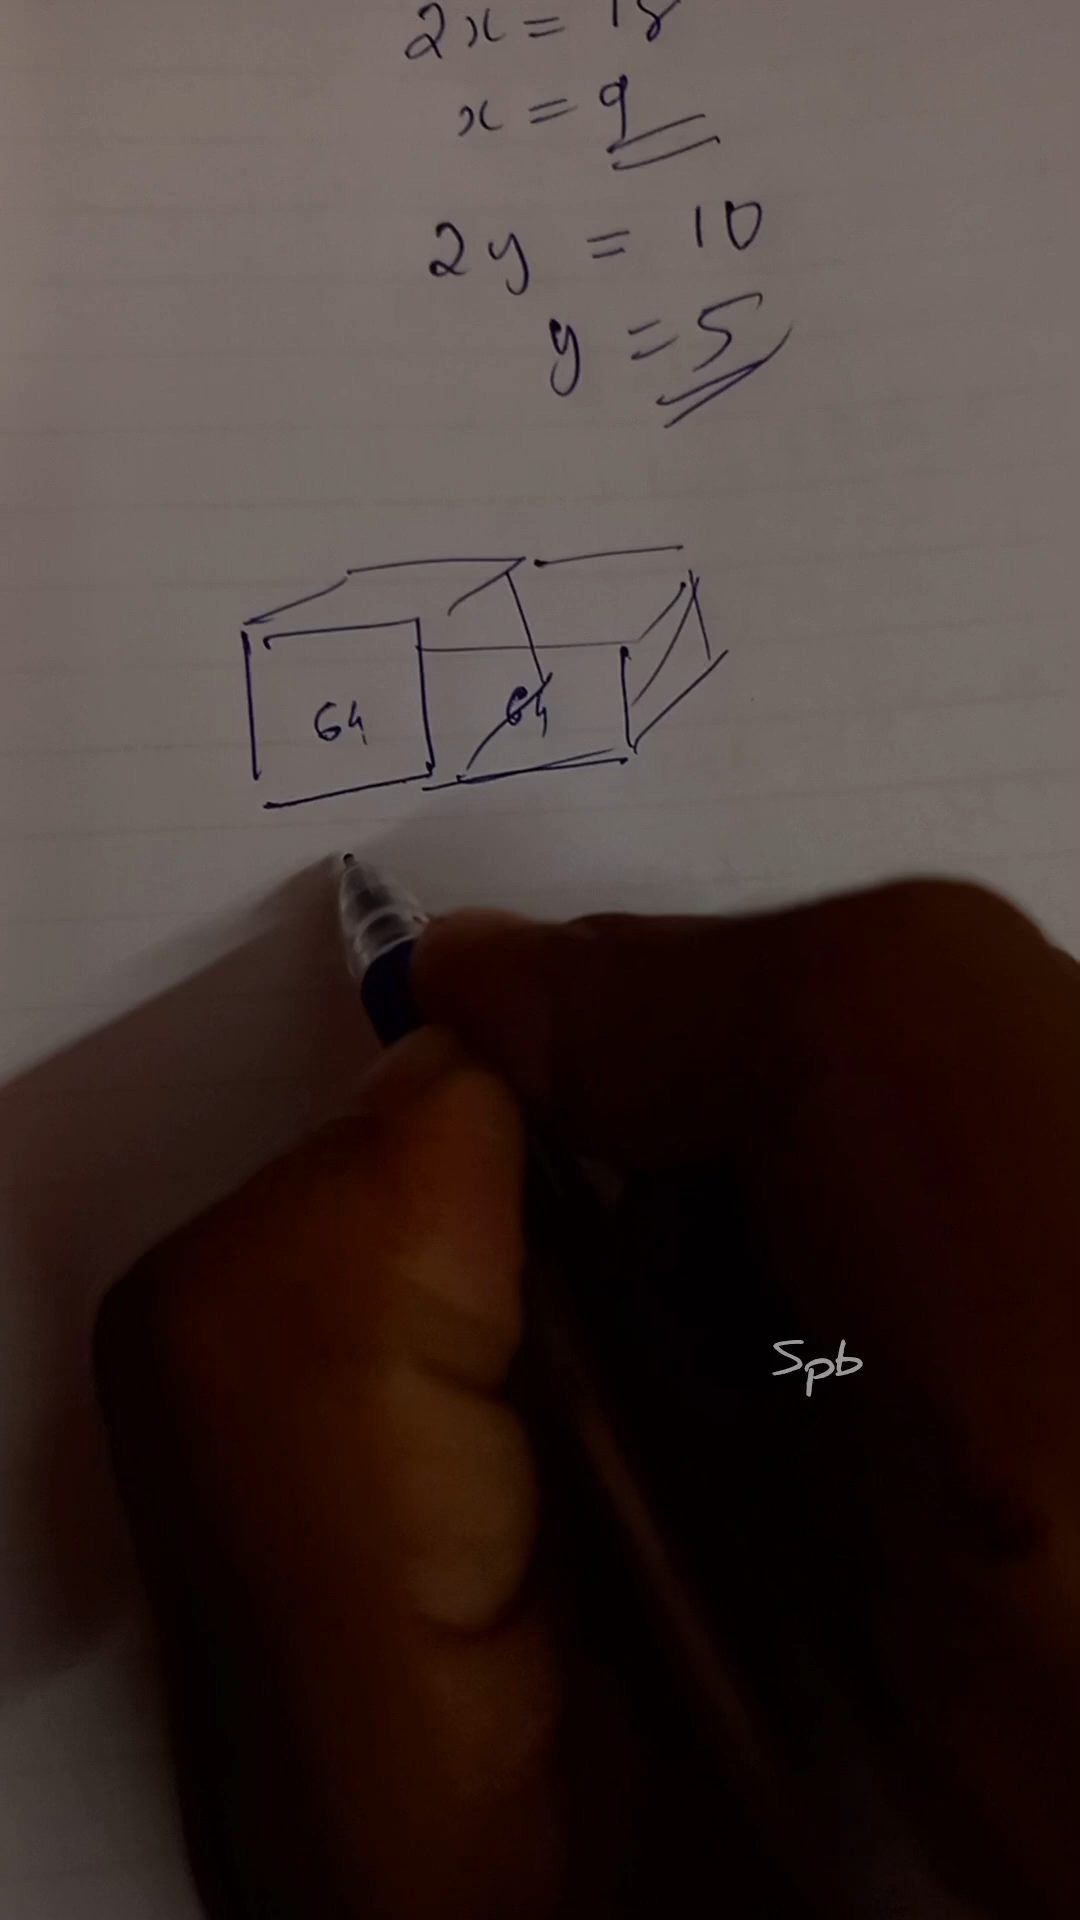 2x = 18
x = 9
2y = 10
y = 5
64 64
Spb